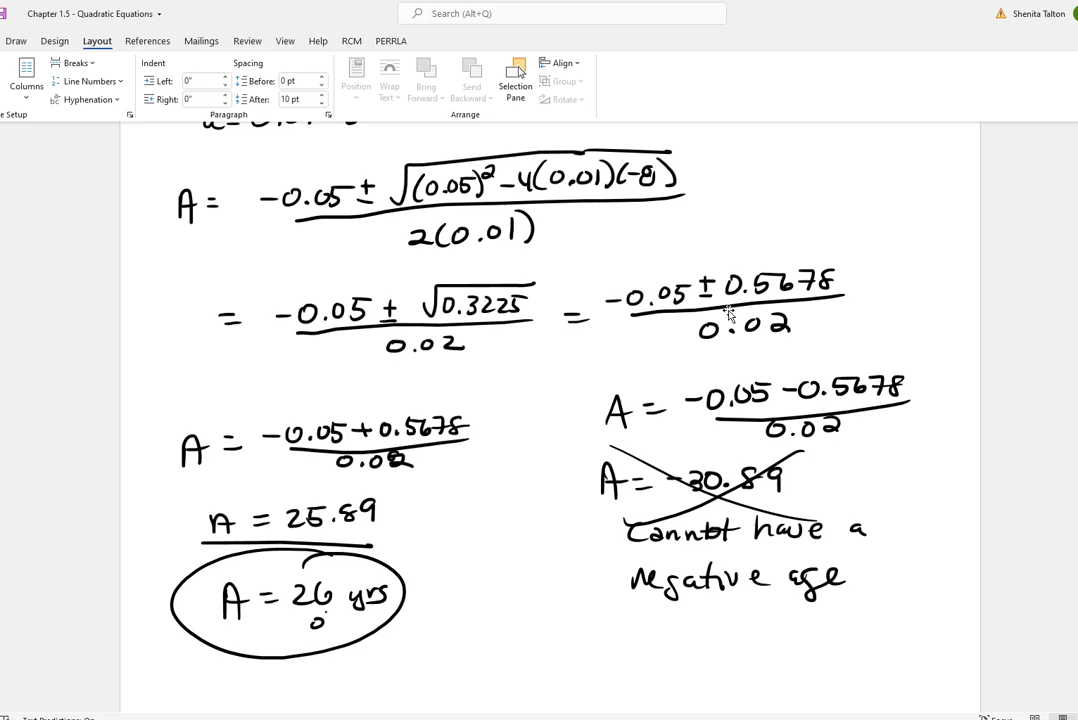 Chapter 1.5 - Quadratic Equations
Search (Alt+Q)
Shenita Talton
Draw Design Layout References Mailings Review View Help RCM PERRLA
Columns
Breaks
Line Numbers
Hyphenation
Indent
Left: 0"
Right: 0"
Spacing
Before: 0 pt
After: 10 pt
Position
Wrap Text
Bring Forward
Send Backward
Selection Pane
Align
Group
Rotate
Setup
Paragraph
Arrange
A = (-0.05 ± √((0.05)² - 4(0.01)(-8))) / 2(0.01)
= (-0.05 ± √0.3225) / 0.02 = (-0.05 ± 0.5678) / 0.02
A = (-0.05 + 0.5678) / 0.02
A = (-0.05 - 0.5678) / 0.02
A = 25.89
A = -30.89
A = 26 yrs
cannot have a
negative age